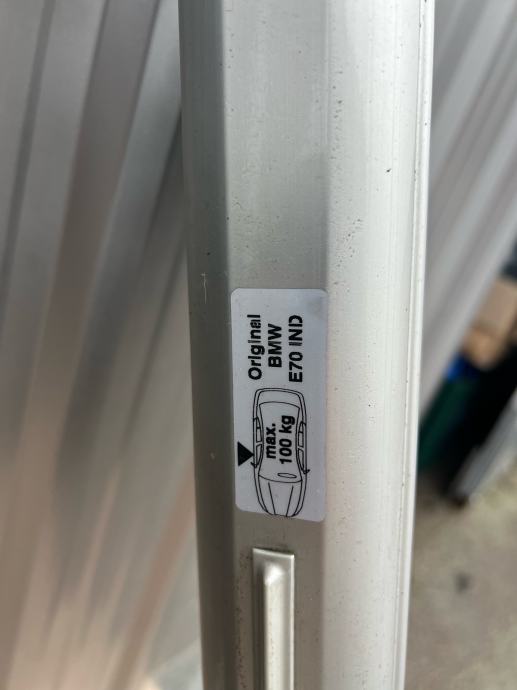 Original
BMW
E70 IND
max.
100 kg